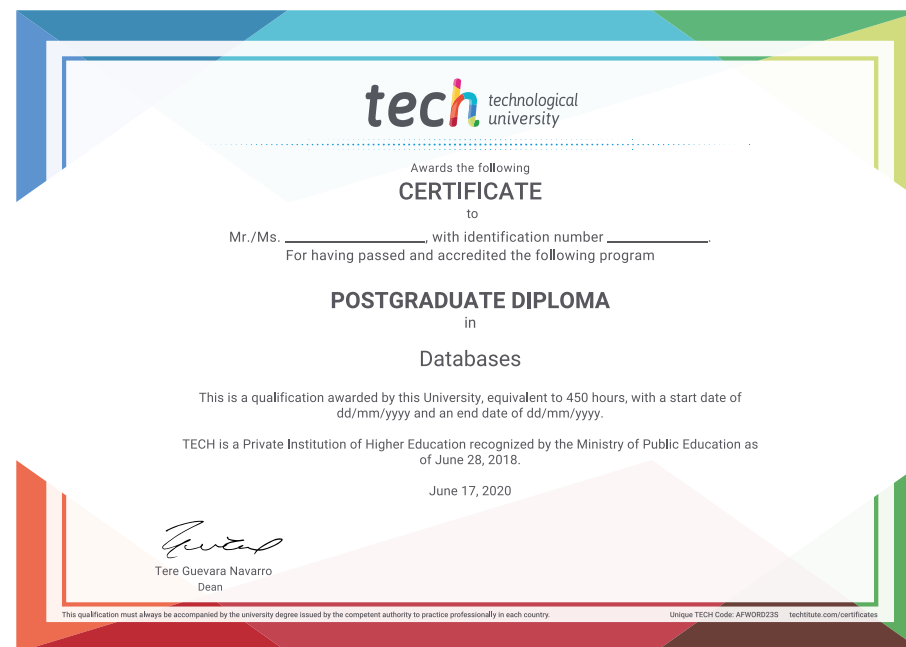 tech technological
university
Awards the following
CERTIFICATE
to
Mr./Ms. ____________________, with identification number ______________.
For having passed and accredited the following program
POSTGRADUATE DIPLOMA
in
Databases
This is a qualification awarded by this University, equivalent to 450 hours, with a start date of
dd/mm/yyyy and an end date of dd/mm/yyyy.
TECH is a Private Institution of Higher Education recognized by the Ministry of Public Education as
of June 28, 2018.
June 17, 2020
Tere Guevara Navarro
Dean
This qualification must always be accompanied by the university degree issued by the competent authority to practice professionally in each country.
Unique TECH Code: AFWORD23S techtitute.com/certificates